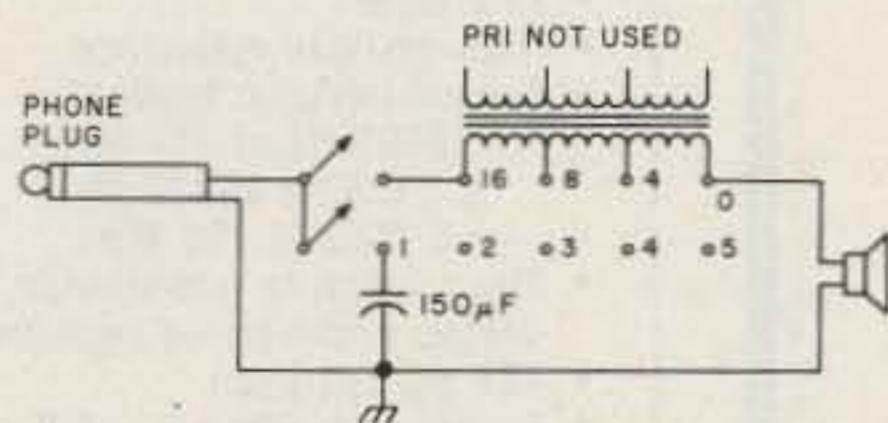 PRI NOT USED
PHONE
PLUG
16 8 4 0
1 2 3 4 5
150µF